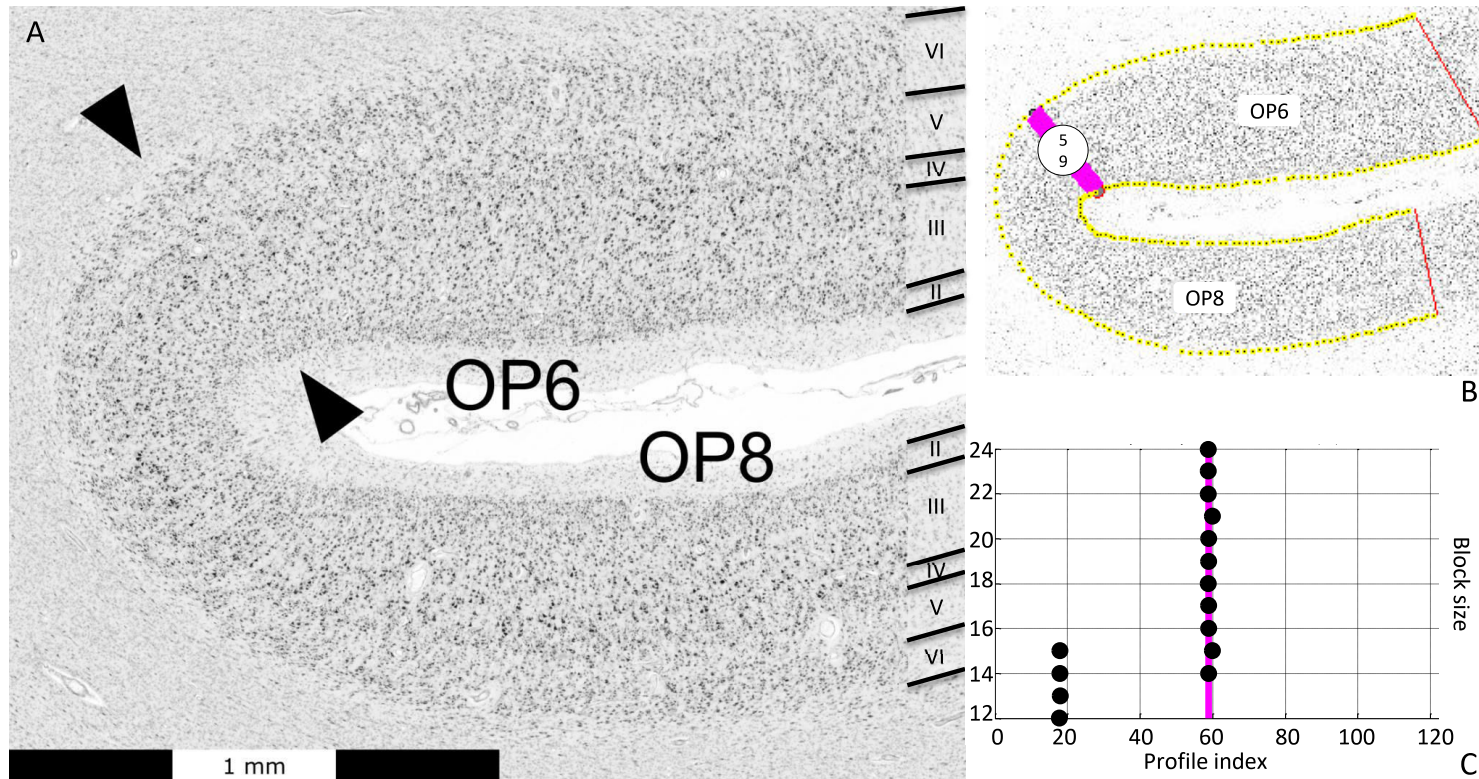 A
VI
V
IV
III
II
OP6
OP8
II
III
IV
V
VI
1 mm
OP6
5
9
OP8
B
24
22
20
18
16
14
12
0 20 40 60 80 100 120
Profile index
Block size
C